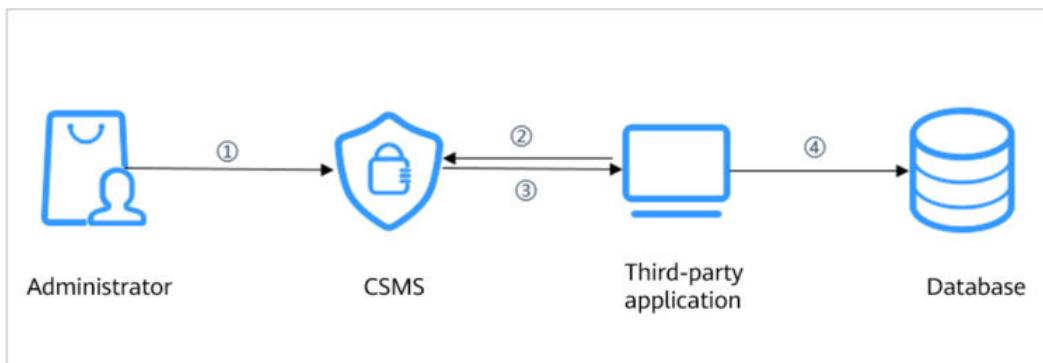 ①
②
③
④
Administrator
CSMS
Third-party
application
Database